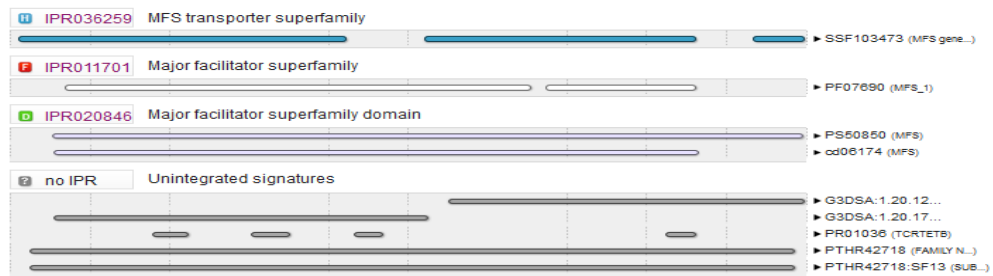 H IPR036259 MFS transporter superfamily
SSF103473 (MFS gene...)
F IPR011701 Major facilitator superfamily
PF07690 (MFS_1)
D IPR020846 Major facilitator superfamily domain
PS50850 (MFS)
cd06174 (MFS)
? no IPR Unintegrated signatures
G3DSA:1.20.12...
G3DSA:1.20.17...
PR01036 (TCRTETB)
PTHR42718 (FAMILY N...)
PTHR42718:SF13 (SUB...)